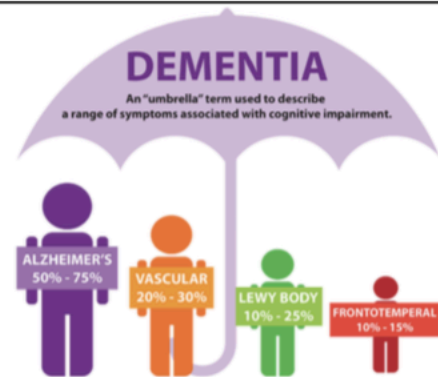 DEMENTIA
An "umbrella" term used to describe
a range of symptoms associated with cognitive impairment.
ALZHEIMER'S
50% - 75%
VASCULAR
20% - 30%
LEWY BODY
10% - 25%
FRONTOTEMPERAL
10% - 15%